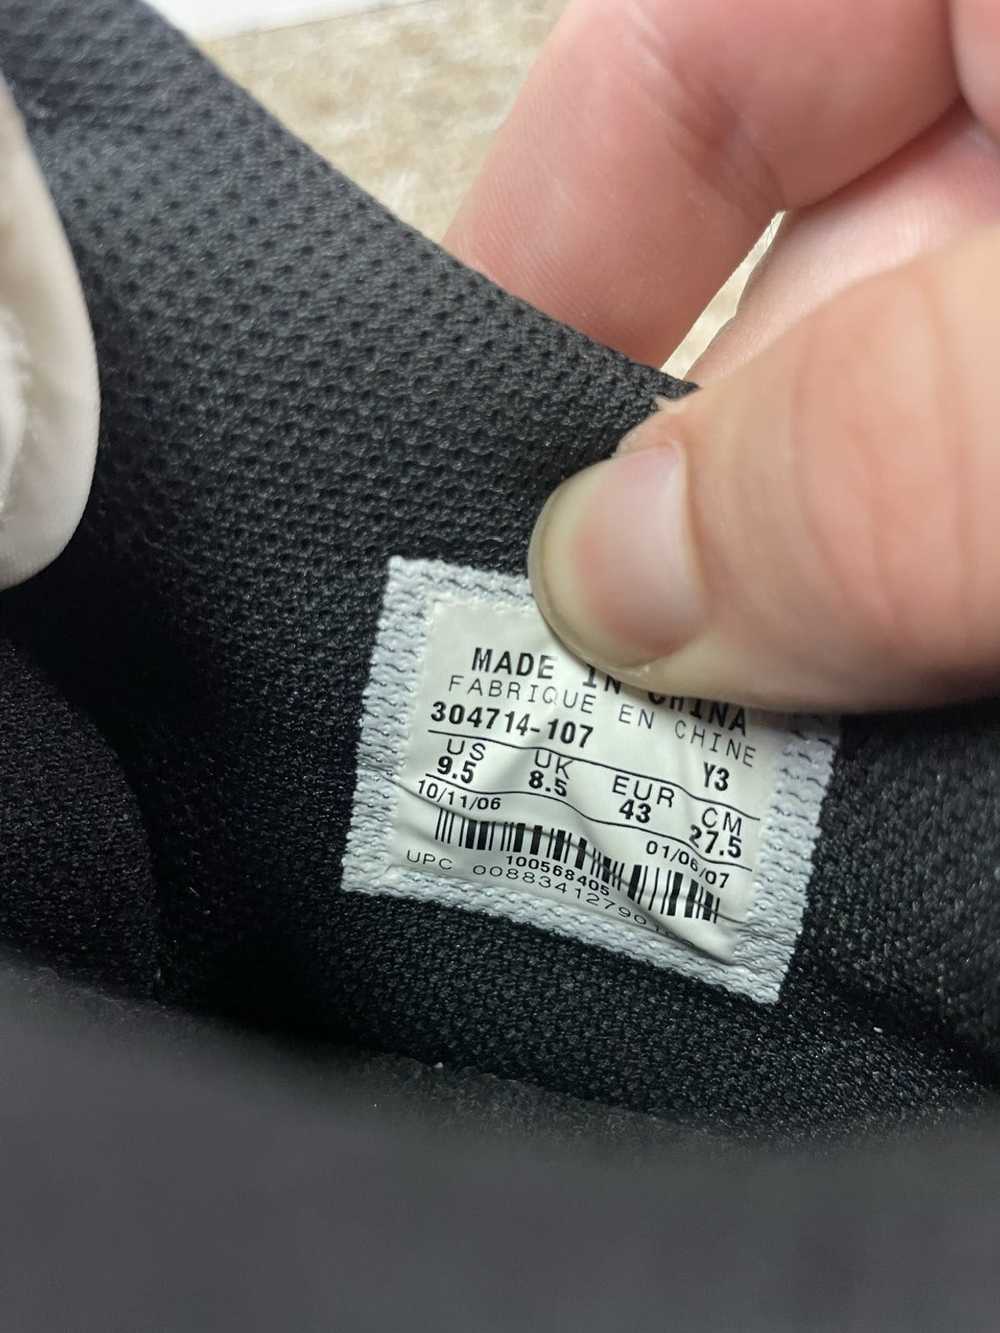 MADE IN CHINA
FABRIQUE EN CHINE
304714-107 Y3
US UK EUR CM
9.5 8.5 43 27.5
10/11/06 01/06/07
100568405
UPC